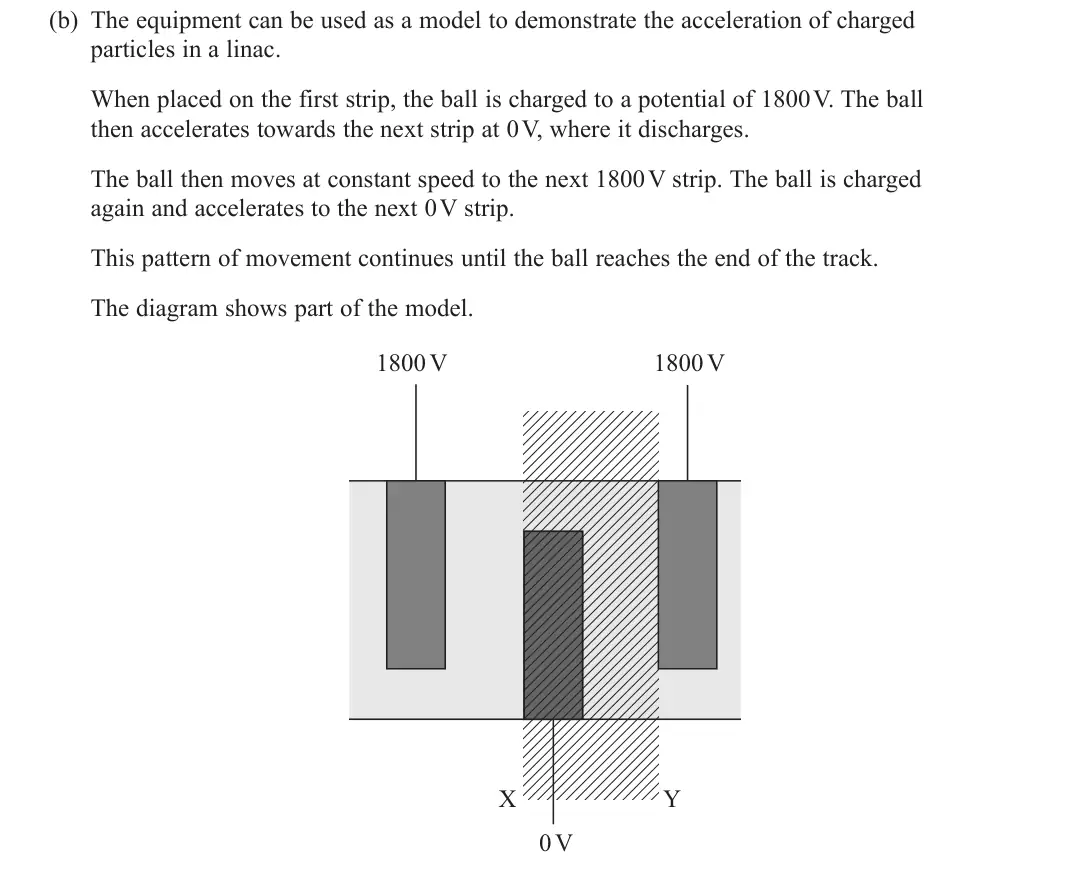 (b) The equipment can be used as a model to demonstrate the acceleration of charged
particles in a linac.
When placed on the first strip, the ball is charged to a potential of 1800 V. The ball
then accelerates towards the next strip at 0 V, where it discharges.
The ball then moves at constant speed to the next 1800 V strip. The ball is charged
again and accelerates to the next 0 V strip.
This pattern of movement continues until the ball reaches the end of the track.
The diagram shows part of the model.
1800 V 1800 V
X Y
0 V